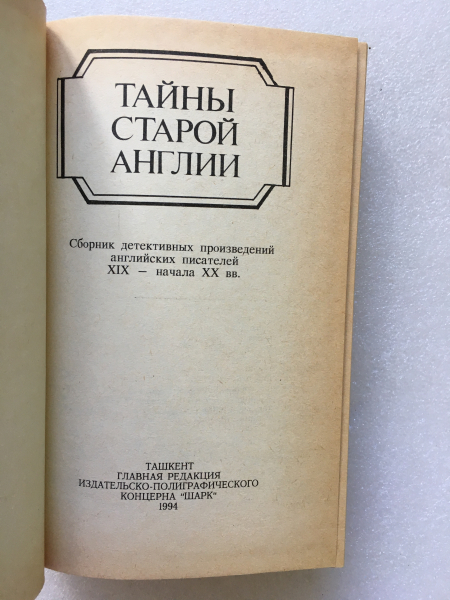 ТАЙНЫ
СТАРОЙ
АНГЛИИ
Сборник детективных произведений
английских писателей
XIX — начала XX вв.
ТАШКЕНТ
ГЛАВНАЯ РЕДАКЦИЯ
ИЗДАТЕЛЬСКО-ПОЛИГРАФИЧЕСКОГО
КОНЦЕРНА "ШАРК"
1994